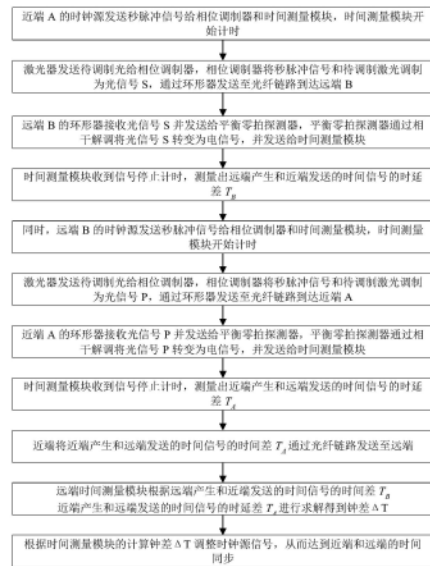 近端 A 的时钟源发送秒脉冲信号给相位调制器和时间测量模块，时间测量模块开
始计时
激光器发送待调制光给相位调制器，相位调制器将秒脉冲信号和待调制激光调制
为光信号 S，通过环形器发送至光纤链路到达远端 B
远端 B 的环形器接收光信号 S 并发送给平衡零拍探测器，平衡零拍探测器通过相
干解调将光信号 S 转变为电信号，并发送给时间测量模块
时间测量模块收到信号停止计时，测量出远端产生和近端发送的时间信号的时延
差 T_B
同时，远端 B 的时钟源发送秒脉冲信号给相位调制器和时间测量模块，时间测量
模块开始计时
激光器发送待调制光给相位调制器，相位调制器将秒脉冲信号和待调制激光调制
为光信号 P，通过环形器发送至光纤链路到达近端 A
近端 A 的环形器接收光信号 P 并发送给平衡零拍探测器，平衡零拍探测器通过相
干解调将光信号 P 转变为电信号，并发送给时间测量模块
时间测量模块收到信号停止计时，测量出近端产生和远端发送的时间信号的时延
差 T_A
近端将近端产生和远端发送的时间信号的时间差 T_A 通过光纤链路发送至远端
远端时间测量模块根据远端产生和近端发送的时间信号的时间差 T_B
近端产生和远端发送的时间信号的时延差 T_A 进行求解得到钟差 ΔT
根据时间测量模块的计算钟差 ΔT 调整时钟源信号，从而达到近端和远端的时间
同步